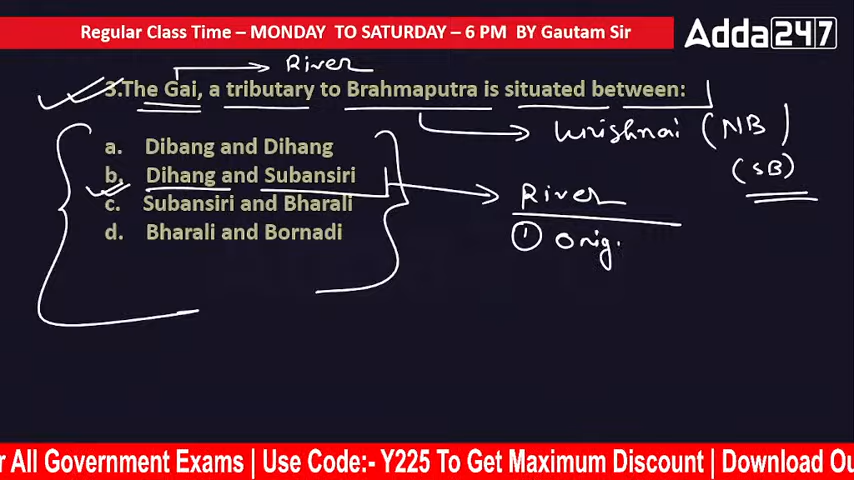 Regular Class Time – MONDAY TO SATURDAY – 6 PM BY Gautam Sir
Adda247
River
3.The Gai, a tributary to Brahmaputra is situated between:
Krishnai (NB)
(SB)
a. Dibang and Dihang
b. Dihang and Subansiri
c. Subansiri and Bharali
d. Bharali and Bornadi
River
1 Orig.
r All Government Exams | Use Code:- Y225 To Get Maximum Discount | Download Ou